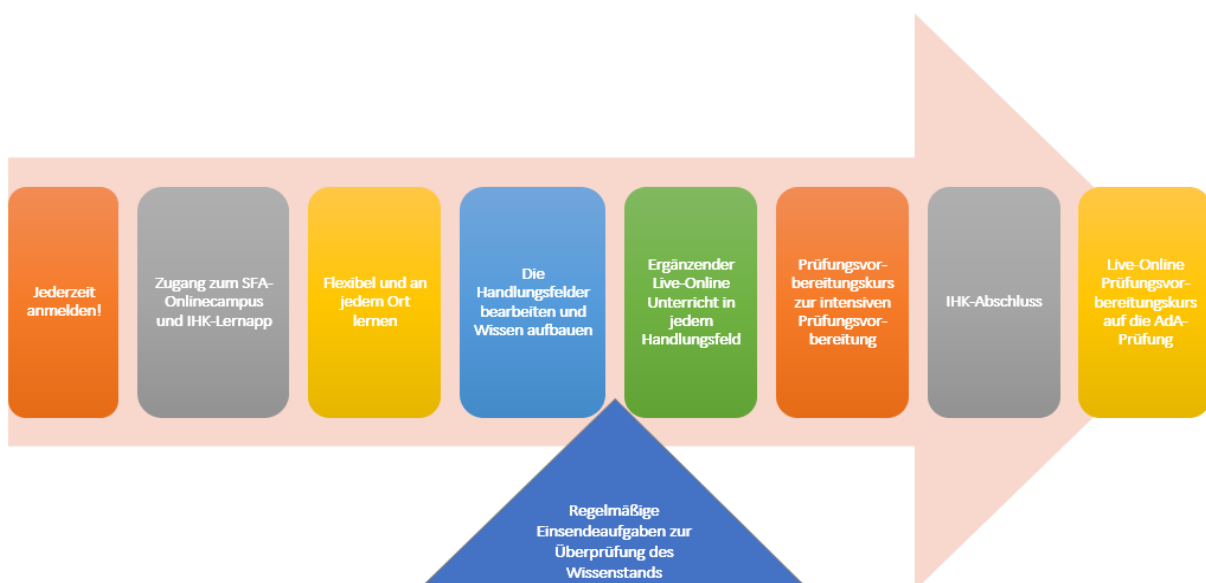 Jederzeit
anmelden!
Zugang zum SFA-
Onlinecampus
und IHK-Lernapp
Flexibel und an
jedem Ort
lernen
Die
Handlungsfelder
bearbeiten und
Wissen aufbauen
Ergänzender
Live-Online
Unterricht in
jedem
Handlungsfeld
Prüfungsvor-
bereitungskurs
zur intensiven
Prüfungsvor-
bereitung
IHK-Abschluss
Live-Online
Prüfungsvor-
bereitungskurs
auf die AdA-
Prüfung
Regelmäßige
Einsendeaufgaben zur
Überprüfung des
Wissenstands